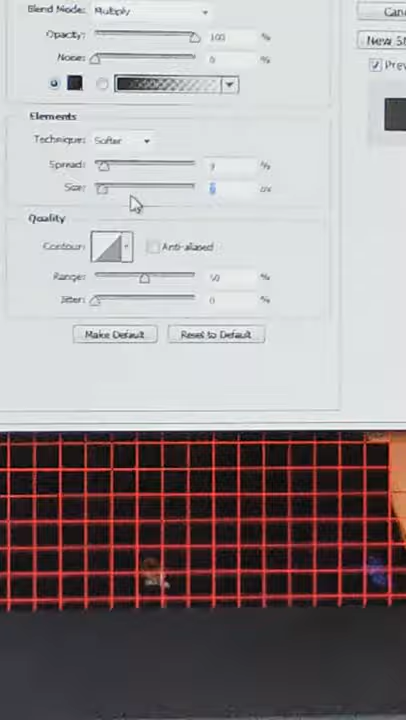 Blend Mode: Multiply
Cance
Opacity: 100 %
New St
Noise: 0 %
Prev
Elements
Technique: Softer
Spread: %
Size: px
Quality
Contour: Anti-aliased
Range: 50 %
Jitter: 0 %
Make Default Reset to Default